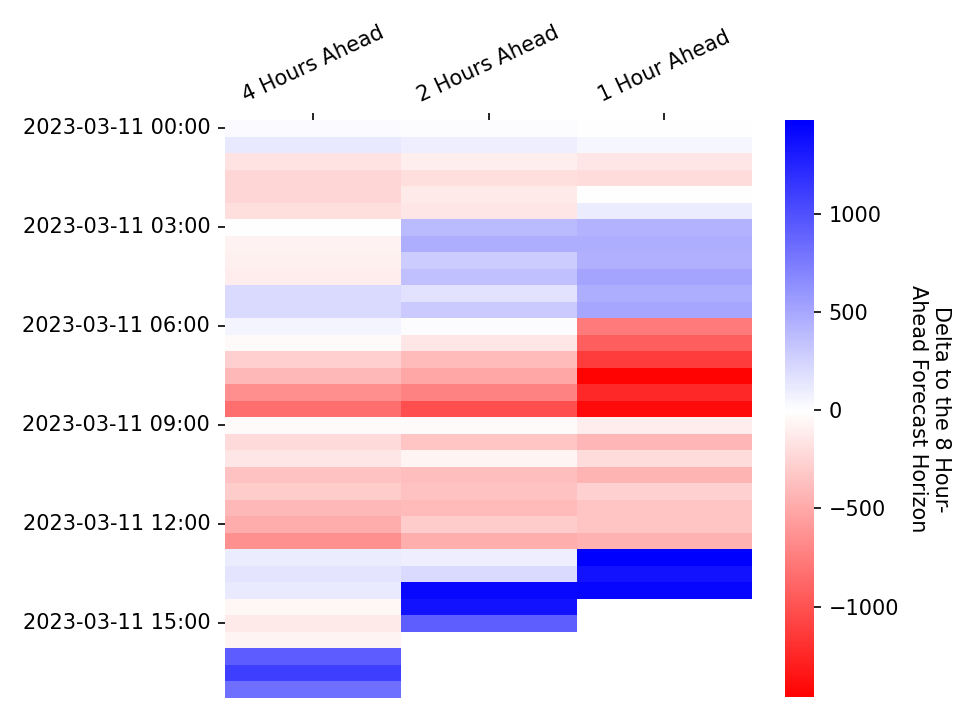 4 Hours Ahead
2 Hours Ahead
1 Hour Ahead
2023-03-11 00:00
2023-03-11 03:00
2023-03-11 06:00
2023-03-11 09:00
2023-03-11 12:00
2023-03-11 15:00
1000
500
0
−500
−1000
Delta to the 8 Hour-
Ahead Forecast Horizon